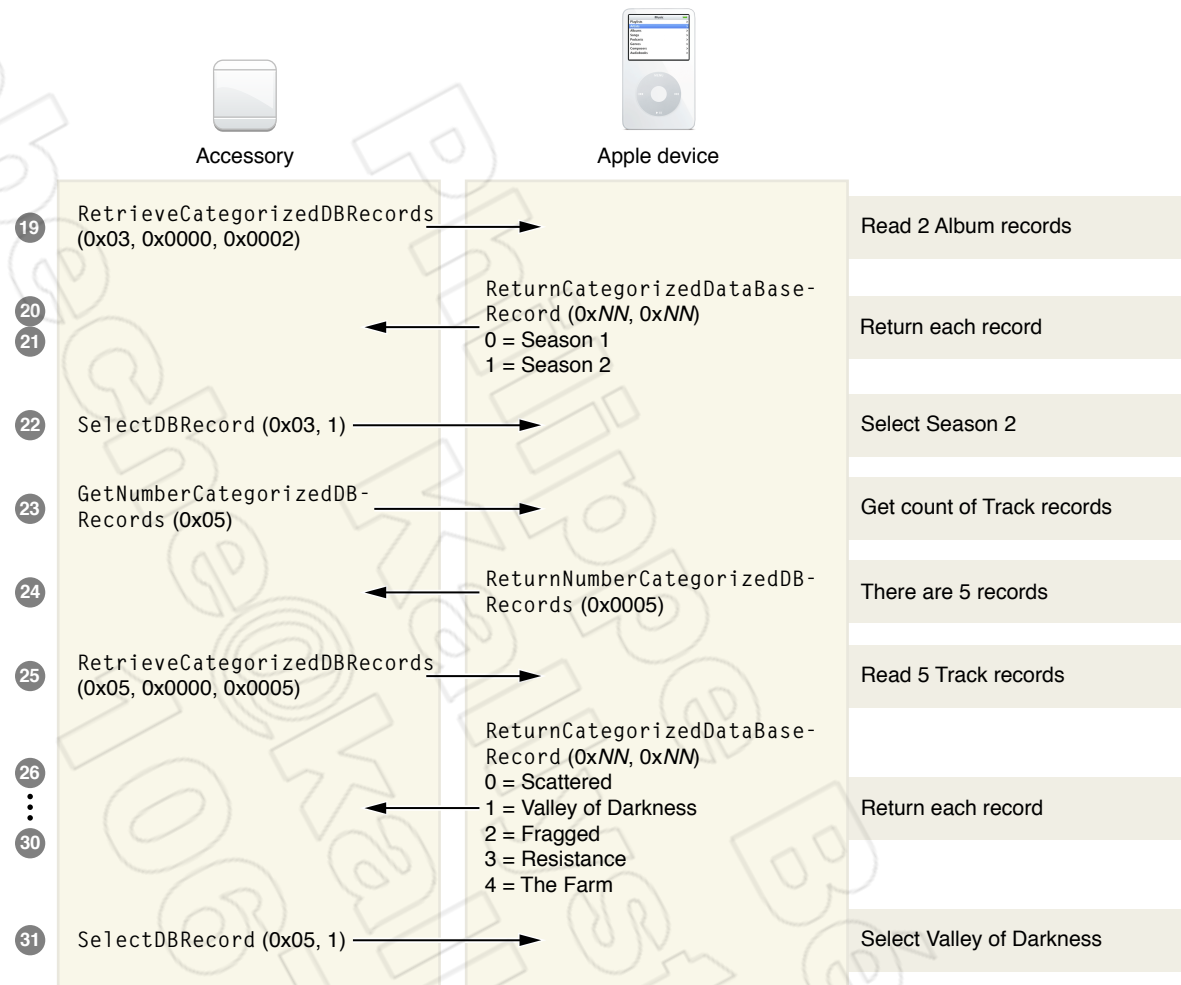 Accessory
Apple device
19
RetrieveCategorizedDBRecords
(0x03, 0x0000, 0x0002)
Read 2 Album records
20
21
ReturnCategorizedDataBase-
Record (0xNN, 0xNN)
0 = Season 1
1 = Season 2
Return each record
22
SelectDBRecord (0x03, 1)
Select Season 2
23
GetNumberCategorizedDB-
Records (0x05)
Get count of Track records
24
ReturnNumberCategorizedDB-
Records (0x0005)
There are 5 records
25
RetrieveCategorizedDBRecords
(0x05, 0x0000, 0x0005)
Read 5 Track records
26
30
ReturnCategorizedDataBase-
Record (0xNN, 0xNN)
0 = Scattered
1 = Valley of Darkness
2 = Fragged
3 = Resistance
4 = The Farm
Return each record
31
SelectDBRecord (0x05, 1)
Select Valley of Darkness